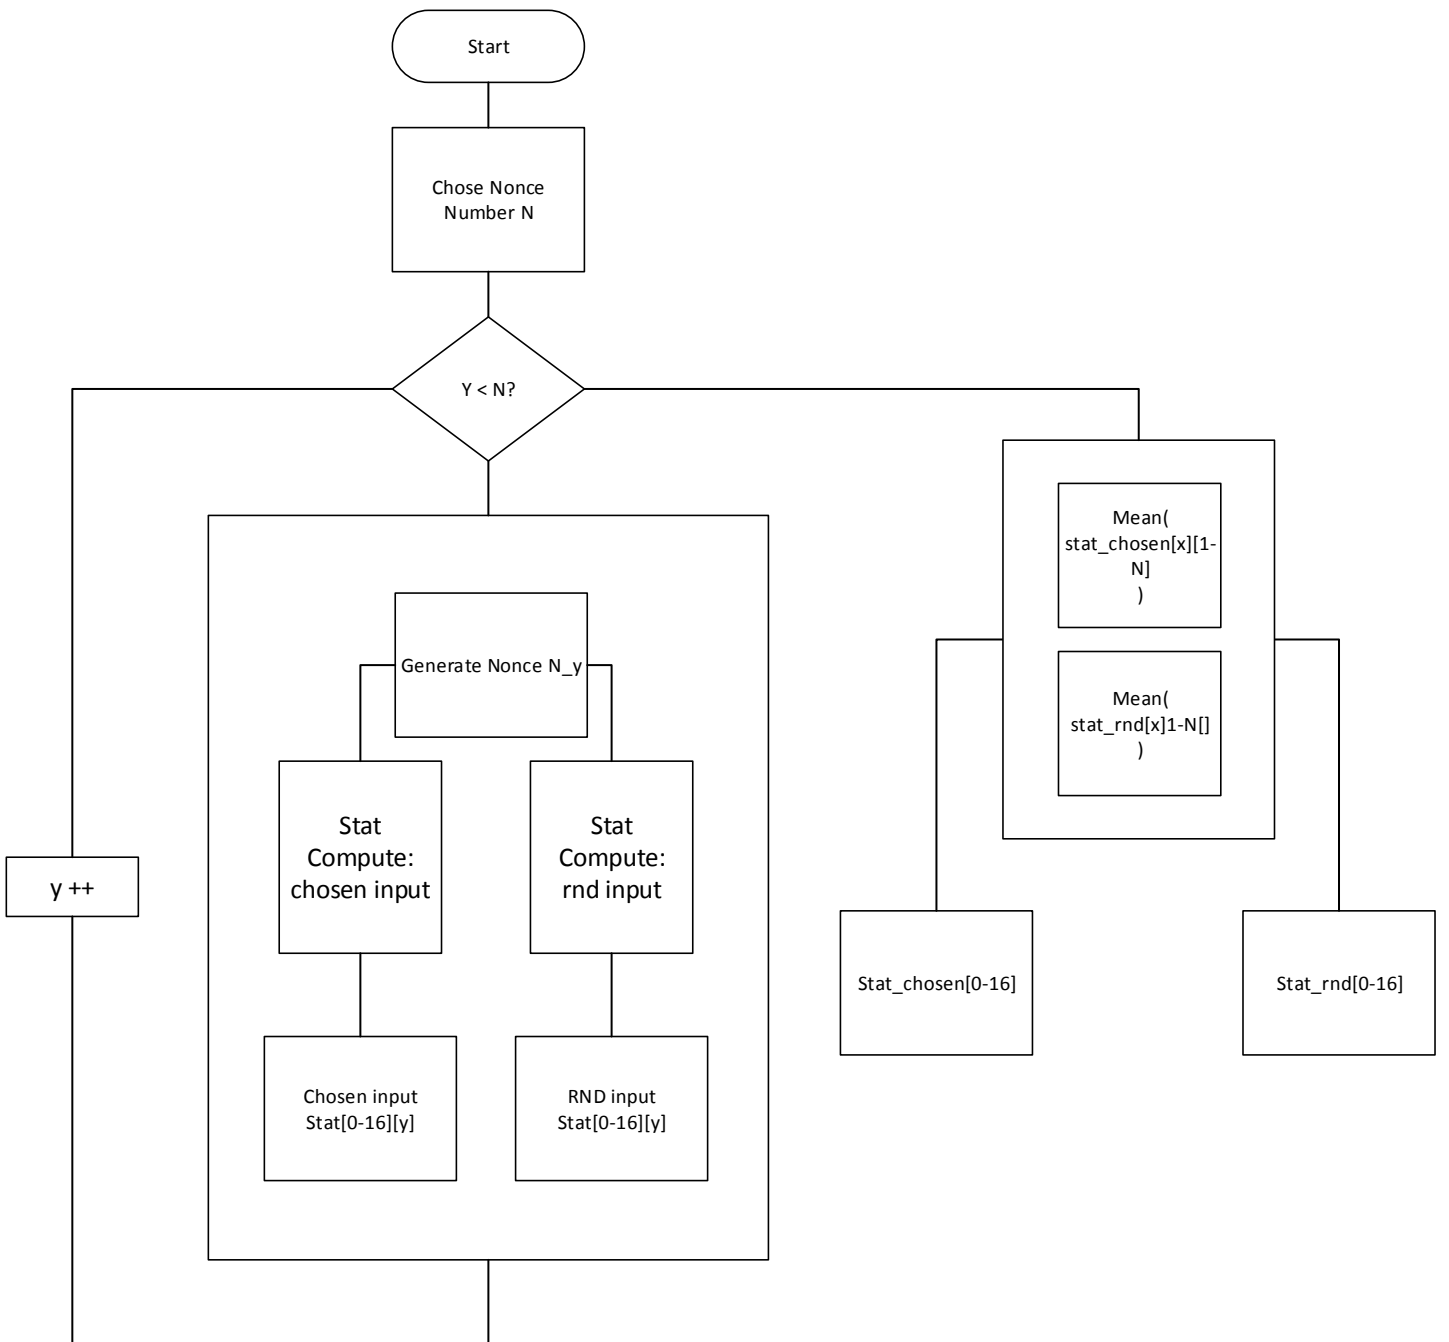 Start
Chose Nonce
Number N
Y < N?
Mean(
stat_chosen[x][1-
N]
)
Mean(
stat_rnd[x]1-N[]
)
Generate Nonce N_y
Stat
Compute:
chosen input
Stat
Compute:
rnd input
y ++
Stat_chosen[0-16]
Stat_rnd[0-16]
Chosen input
Stat[0-16][y]
RND input
Stat[0-16][y]